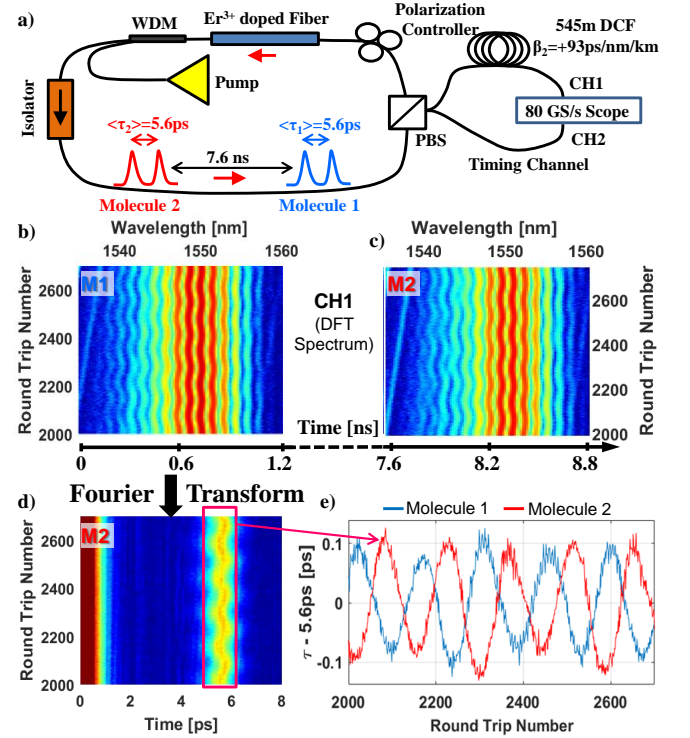 a)
WDM
Er³⁺ doped Fiber
Polarization
Controller
545m DCF
β₂=+93ps/nm/km
Isolator
Pump
CH1
80 GS/s Scope
CH2
PBS
Timing Channel
<τ₂>=5.6ps
<τ₁>=5.6ps
7.6 ns
Molecule 2
Molecule 1
b)
Wavelength [nm]
1540 1550 1560
M1
Round Trip Number
2600
2400
2200
2000
CH1
(DFT
Spectrum)
c)
Wavelength [nm]
1540 1550 1560
M2
Round Trip Number
2600
2400
2200
2000
Time [ns]
0 0.6 1.2 7.6 8.2 8.8
Fourier Transform
d)
M2
Round Trip Number
2600
2400
2200
2000
0 2 4 6 8
Time [ps]
e)
Molecule 1 Molecule 2
τ - 5.6ps [ps]
0.1
0
-0.1
2000 2200 2400 2600
Round Trip Number